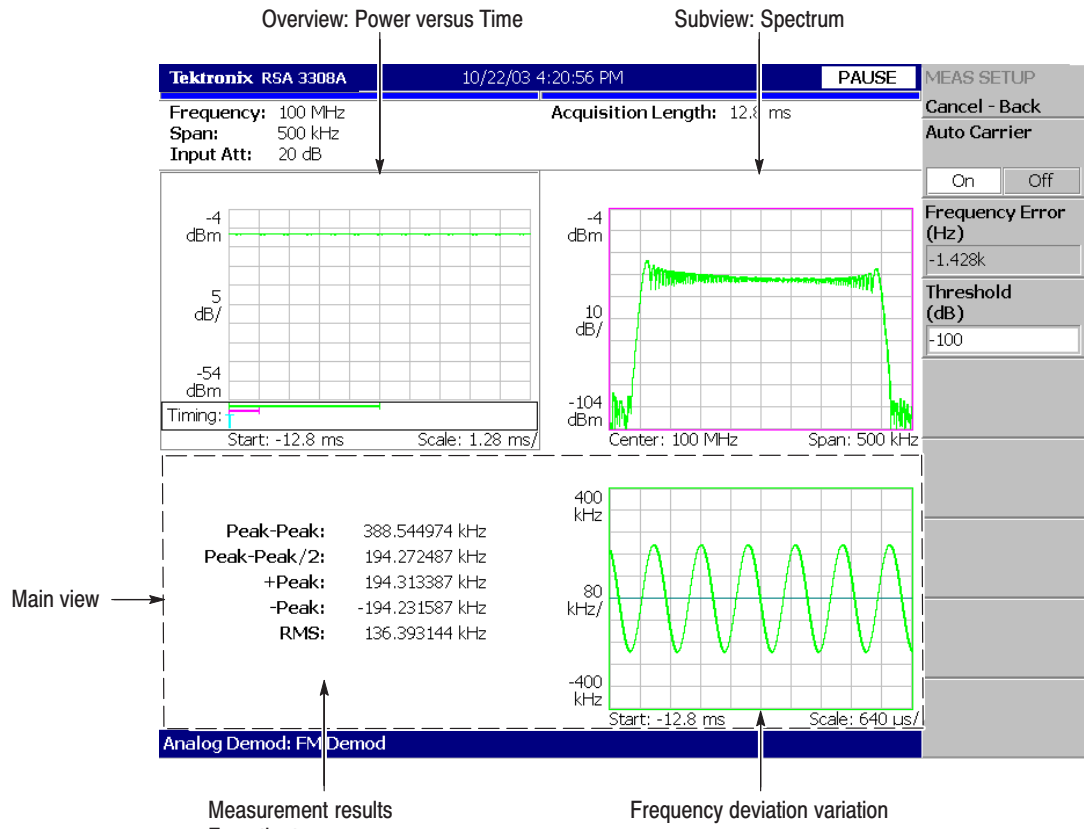 Overview: Power versus Time
Subview: Spectrum
Tektronix RSA 3308A 10/22/03 4:20:56 PM PAUSE
MEAS SETUP
Frequency: 100 MHz
Span: 500 kHz
Input Att: 20 dB
Acquisition Length: 12.8 ms
Cancel - Back
Auto Carrier
On Off
Frequency Error
(Hz)
-1.428k
Threshold
(dB)
-100
-4
dBm
5
dB/
-54
dBm
Timing:
Start: -12.8 ms Scale: 1.28 ms/
-4
dBm
10
dB/
-104
dBm
Center: 100 MHz Span: 500 kHz
Main view
Peak-Peak: 388.544974 kHz
Peak-Peak/2: 194.272487 kHz
+Peak: 194.313387 kHz
-Peak: -194.231587 kHz
RMS: 136.393144 kHz
400
kHz
80
kHz/
-400
kHz
Start: -12.8 ms Scale: 640 µs/
Analog Demod: FM Demod
Measurement results
Frequency deviation variation